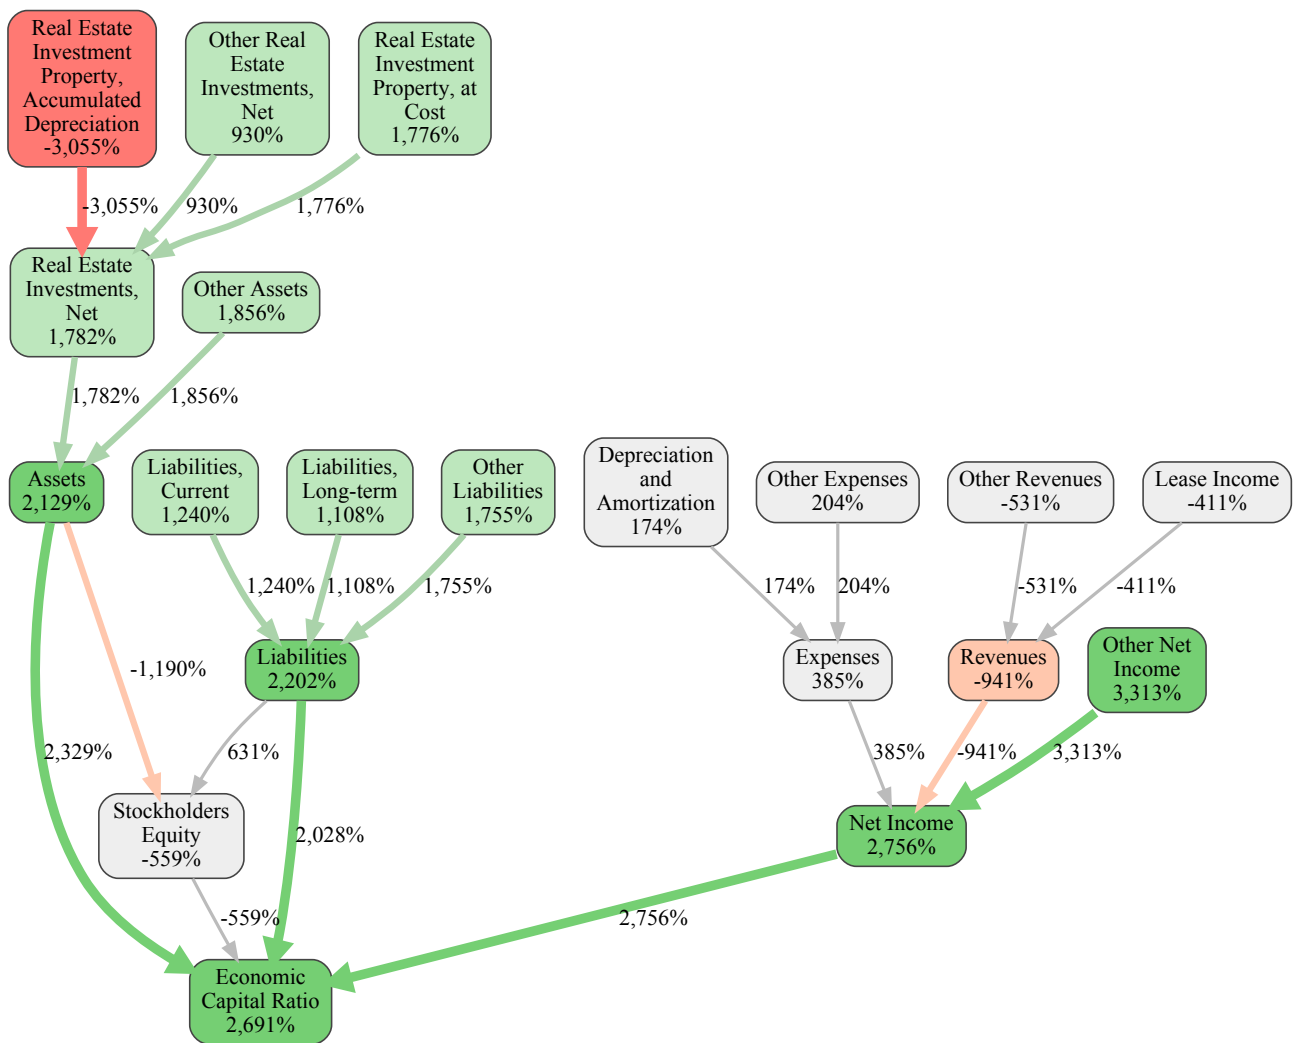 Real Estate
Investment
Property,
Accumulated
Depreciation
-3,055%
Other Real
Estate
Investments,
Net
930%
Real Estate
Investment
Property, at
Cost
1,776%
-3,055%
930%
1,776%
Real Estate
Investments,
Net
1,782%
Other Assets
1,856%
1,782%
1,856%
Assets
2,129%
Liabilities,
Current
1,240%
Liabilities,
Long-term
1,108%
Other
Liabilities
1,755%
Depreciation
and
Amortization
174%
Other Expenses
204%
Other Revenues
-531%
Lease Income
-411%
1,240%
1,108%
1,755%
174%
204%
-531%
-411%
-1,190%
Liabilities
2,202%
Expenses
385%
Revenues
-941%
Other Net
Income
3,313%
2,329%
631%
385%
-941%
3,313%
Stockholders
Equity
-559%
2,028%
Net Income
2,756%
-559%
2,756%
Economic
Capital Ratio
2,691%